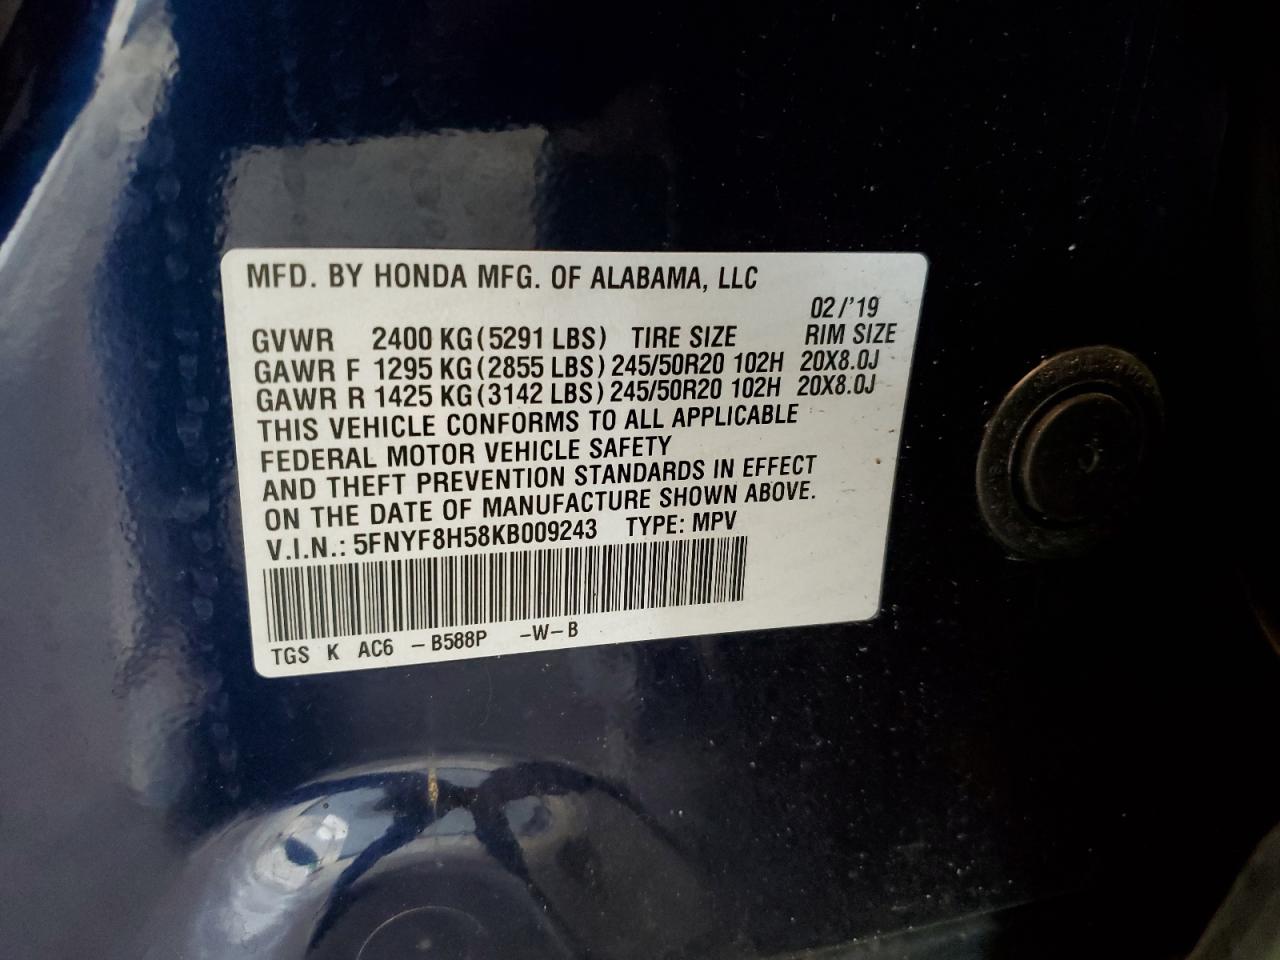 MFD. BY HONDA MFG. OF ALABAMA, LLC
02/'19
GVWR 2400 KG (5291 LBS) TIRE SIZE RIM SIZE
GAWR F 1295 KG (2855 LBS) 245/50R20 102H 20X8.0J
GAWR R 1425 KG (3142 LBS) 245/50R20 102H 20X8.0J
THIS VEHICLE CONFORMS TO ALL APPLICABLE
FEDERAL MOTOR VEHICLE SAFETY
AND THEFT PREVENTION STANDARDS IN EFFECT
ON THE DATE OF MANUFACTURE SHOWN ABOVE.
V.I.N.: 5FNYF8H58KB009243 TYPE: MPV
TGS K AC6 -B588P -W-B